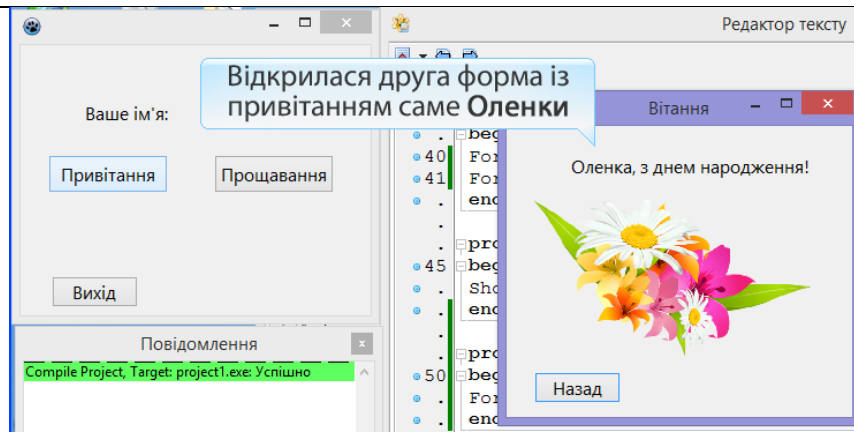 Редактор тексту
Відкрилася друга форма із
привітанням саме Оленки
Ваше ім'я:
Привітання
Прощавання
Вихід
Повідомлення
Compile Project, Target: project1.exe: Успішно
beg
40 For
41 For
end
pro
45 beg
Sho
end
pro
50 beg
For
end
Вітання
Оленка, з днем народження!
Назад